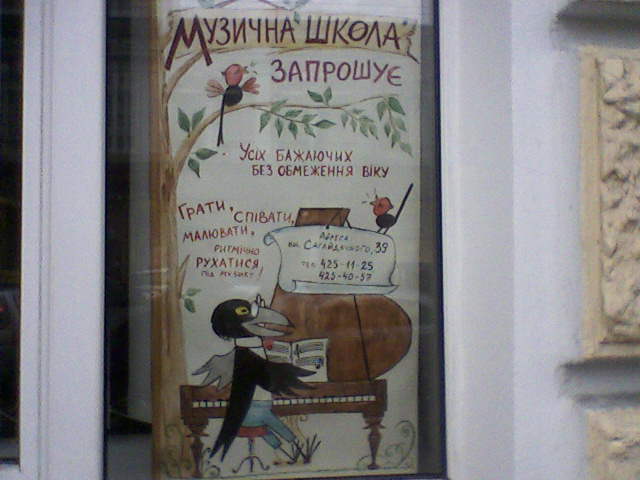 МУЗИЧНА ШКОЛА
ЗАПРОШУЄ
УСІХ БАЖАЮЧИХ
БЕЗ ОБМЕЖЕННЯ ВІКУ
ГРАТИ, СПІВАТИ,
МАЛЮВАТИ,
РИТМІЧНО
РУХАТИСЯ
ПІД МУЗИКУ!
АДРЕСА
вул. САГАЙДАЧНОГО, 39
тел. 425-11-25
425-40-57